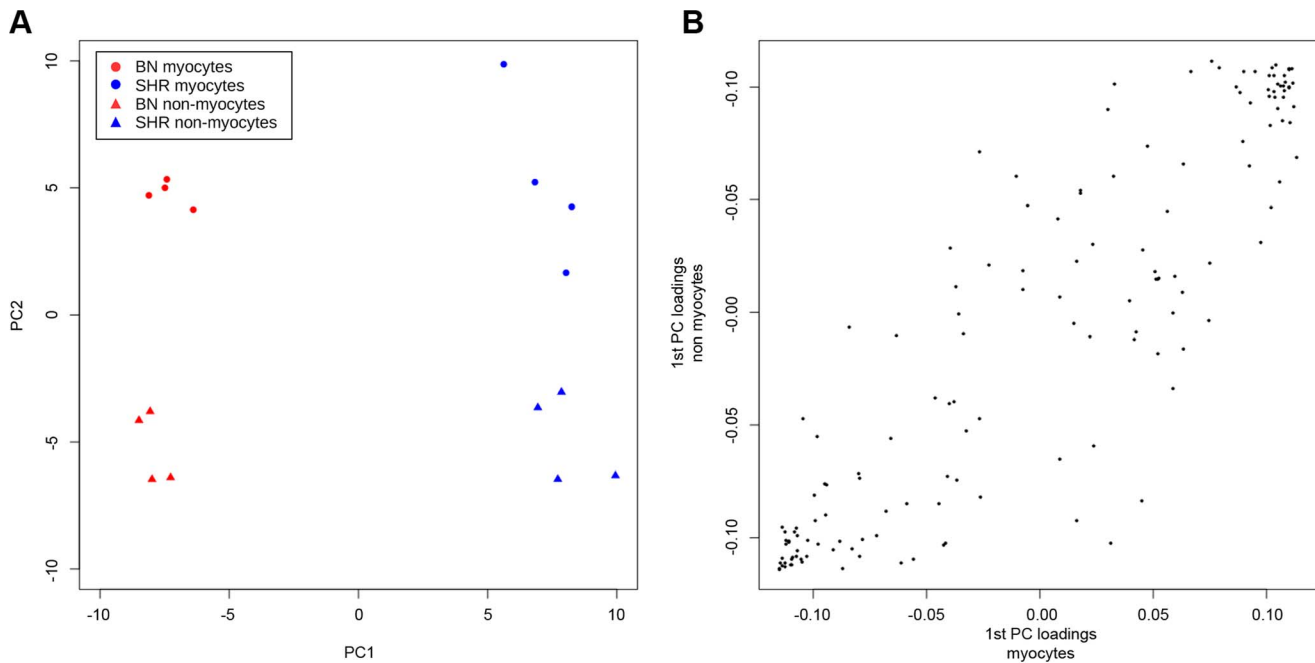 A
BN myocytes
SHR myocytes
BN non-myocytes
SHR non-myocytes
10
5
0
-5
-10
PC2
-10
-5
0
5
10
PC1
B
-0.10
-0.05
-0.00
-0.05
-0.10
1st PC loadings
non myocytes
-0.10
-0.05
0.00
0.05
0.10
1st PC loadings
myocytes